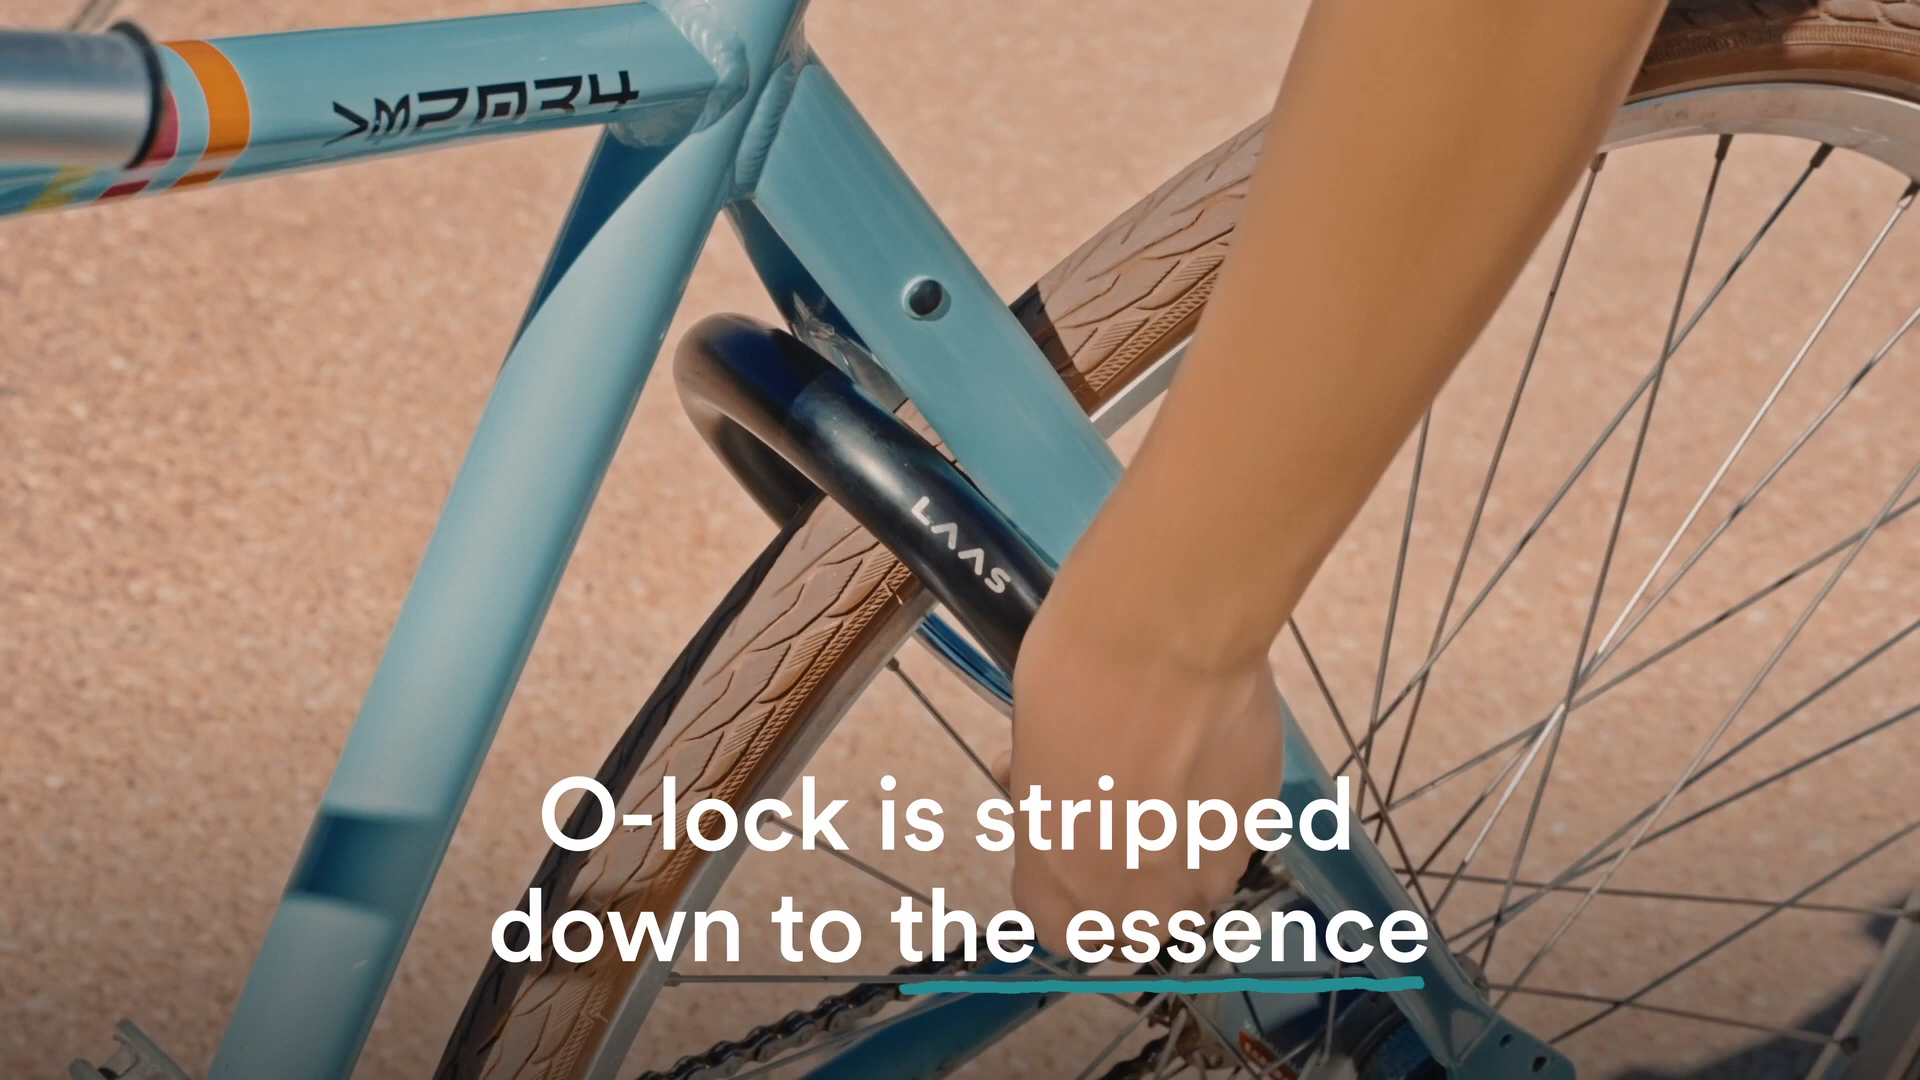 LAAS
O-lock is stripped
down to the essence